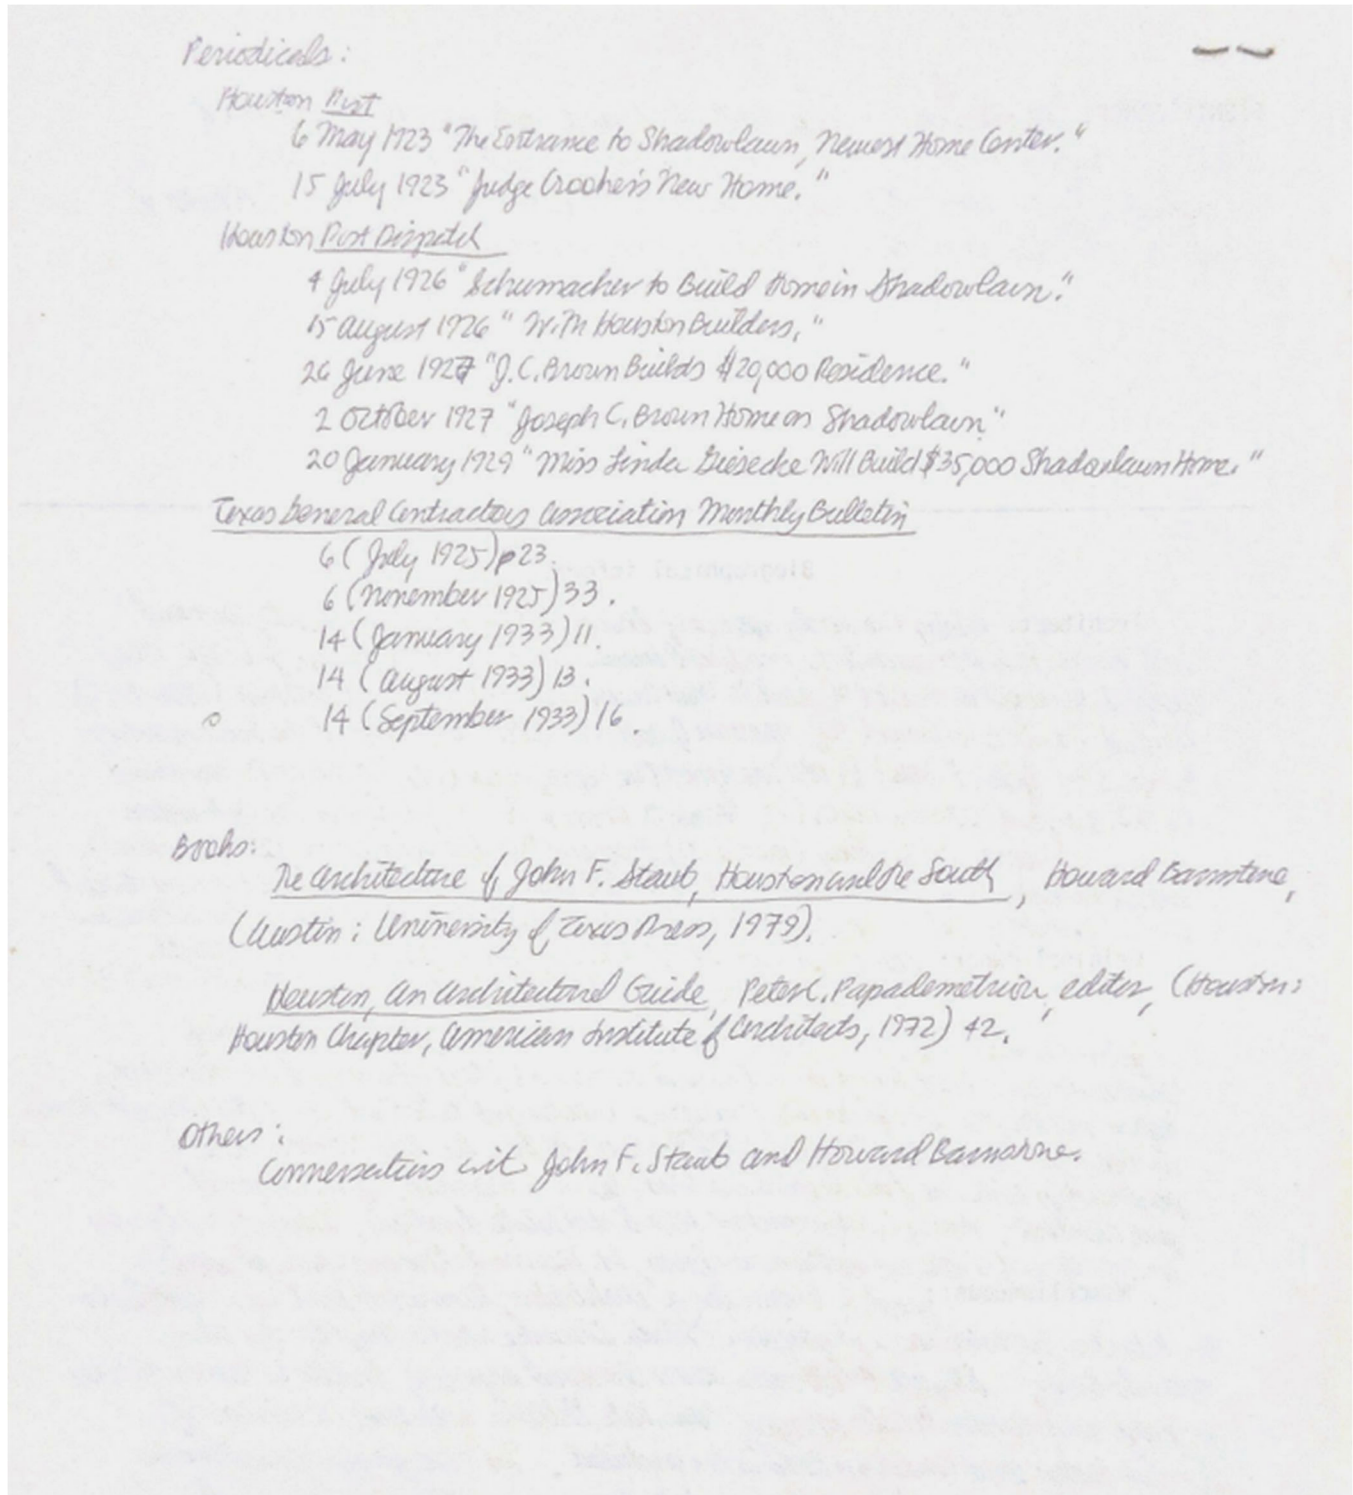 Periodicals:
Houston Post
6 May 1923 "The Entrance to Shadowlawn, Newest Home Center."
15 July 1923 "Judge Crooker's New Home."
Houston Post Dispatch
4 July 1926 "Schumacher to Build Home in Shadowlawn."
15 August 1926 "W.M Houston Builders,"
26 June 1927 "J.C. Brown Builds $20,000 Residence."
2 October 1927 "Joseph C. Brown Home on Shadowlawn"
20 January 1929 "Miss Linda Giesecke Will Build $35,000 Shadowlawn Home."
Texas General Contractors Association Monthly Bulletin
6 (July 1925) p 23.
6 (November 1925) 33.
14 (January 1933) 11.
14 (August 1933) 13.
14 (September 1933) 16.
Books:
The Architecture of John F. Staub, Houston and the South, Howard Barnstone,
(Austin: University of Texas Press, 1979).
Houston, An Architectural Guide, Peter C. Papademetriou, editor, (Houston:
Houston Chapter, American Institute of Architects, 1972) 42.
Others:
Conversations with John F. Staub and Howard Barnstone.